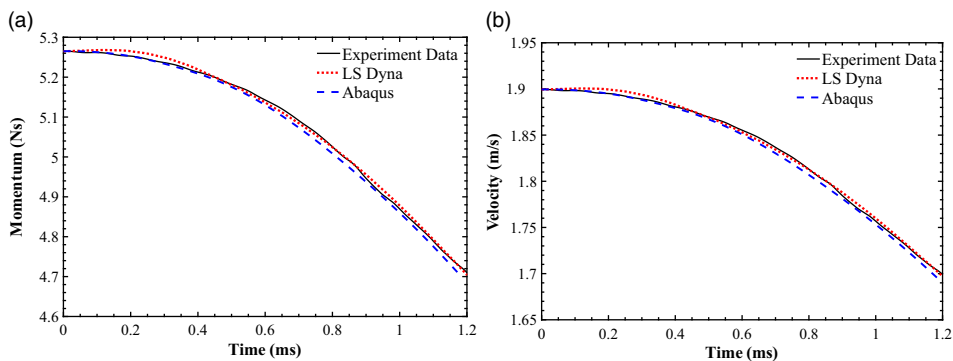 (a)
5.3
5.2
5.1
5
4.9
4.8
4.7
4.6
Momentum (Ns)
Experiment Data
LS Dyna
Abaqus
0 0.2 0.4 0.6 0.8 1 1.2
Time (ms)
(b)
1.95
1.9
1.85
1.8
1.75
1.7
1.65
Velocity (m/s)
Experiment Data
LS Dyna
Abaqus
0 0.2 0.4 0.6 0.8 1 1.2
Time (ms)